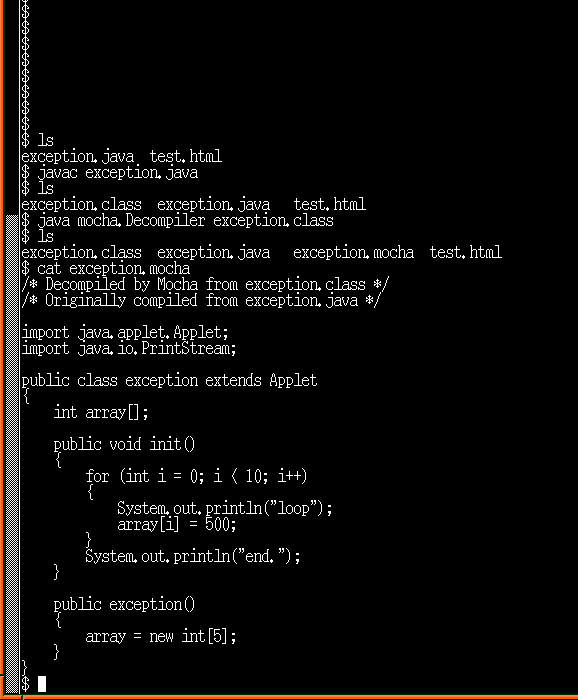 $
$
$
$
$
$
$
$
$ ls
exception.java  test.html
$ javac exception.java
$ ls
exception.class  exception.java   test.html
$ java mocha.Decompiler exception.class
$ ls
exception.class  exception.java   exception.mocha  test.html
$ cat exception.mocha
/* Decompiled by Mocha from exception.class */
/* Originally compiled from exception.java */

import java.applet.Applet;
import java.io.PrintStream;

public class exception extends Applet
{
    int array[];

    public void init()
    {
        for (int i = 0; i < 10; i++)
        {
            System.out.println("loop");
            array[i] = 500;
        }
        System.out.println("end.");
    }

    public exception()
    {
        array = new int[5];
    }
}
$